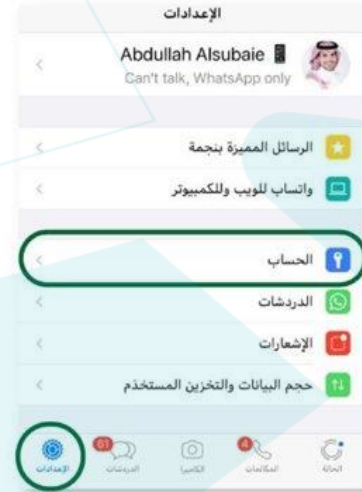 الإعدادات
Abdullah Alsubaie
Can't talk, WhatsApp only
الرسائل المميزة بنجمة
واتساب للويب وللكمبيوتر
الحساب
الدردشات
الإشعارات
حجم البيانات والتخزين المستخدم
61
4
الحالة
المكالمات
الكاميرا
الدردشات
الإعدادات